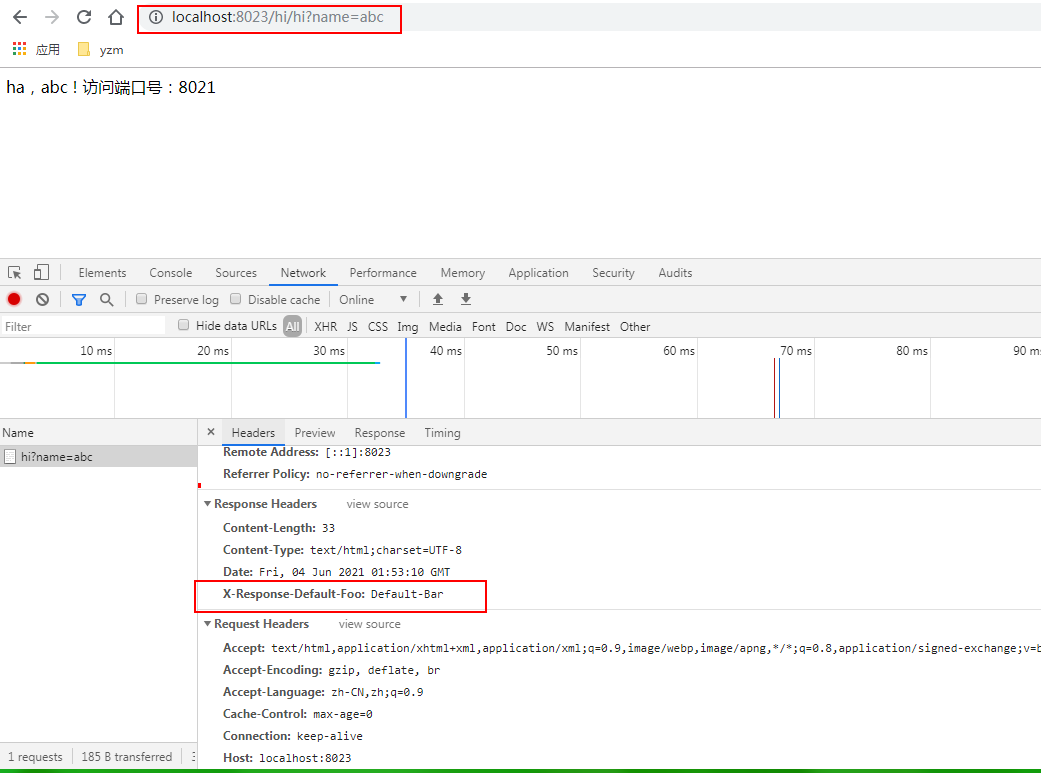 localhost:8023/hi/hi?name=abc
应用 yzm
ha，abc！访问端口号：8021
Elements Console Sources Network Performance Memory Application Security Audits
Preserve log Disable cache Online
Filter Hide data URLs All XHR JS CSS Img Media Font Doc WS Manifest Other
10 ms 20 ms 30 ms 40 ms 50 ms 60 ms 70 ms 80 ms 90 m
Name × Headers Preview Response Timing
hi?name=abc
Remote Address: [::1]:8023
Referrer Policy: no-referrer-when-downgrade
Response Headers view source
Content-Length: 33
Content-Type: text/html;charset=UTF-8
Date: Fri, 04 Jun 2021 01:53:10 GMT
X-Response-Default-Foo: Default-Bar
Request Headers view source
Accept: text/html,application/xhtml+xml,application/xml;q=0.9,image/webp,image/apng,*/*;q=0.8,application/signed-exchange;v=b
Accept-Encoding: gzip, deflate, br
Accept-Language: zh-CN,zh;q=0.9
Cache-Control: max-age=0
Connection: keep-alive
Host: localhost:8023
1 requests 185 B transferred